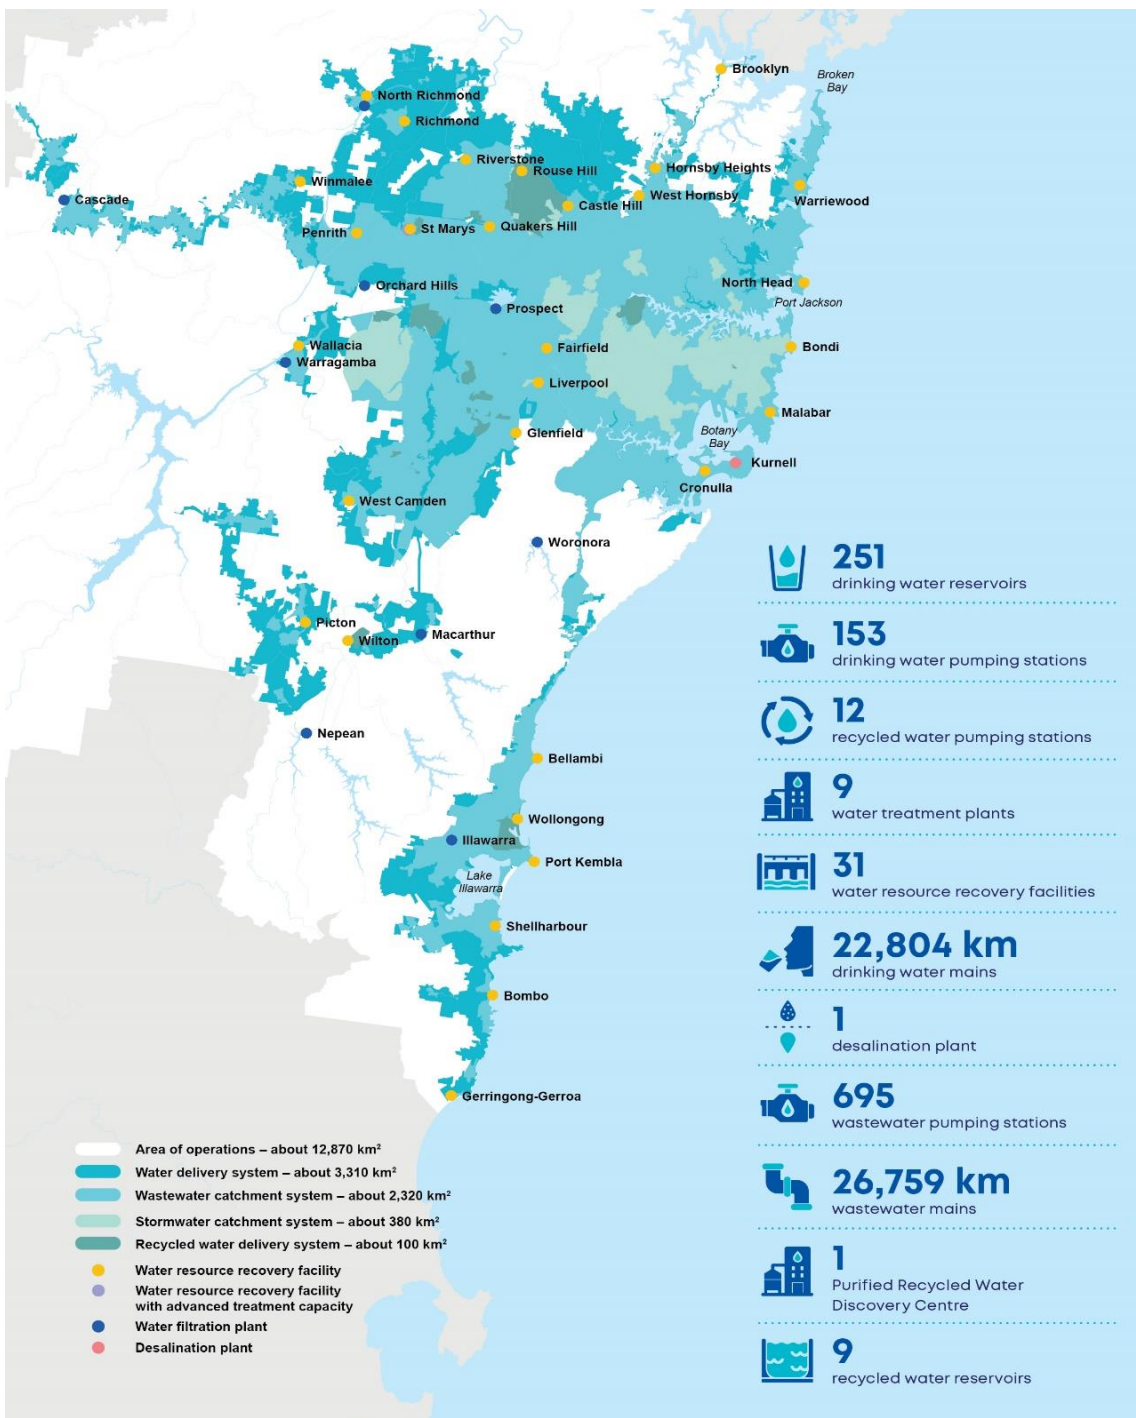 Brooklyn
Broken
Bay
North Richmond
Richmond
Riverstone
Rouse Hill
Hornsby Heights
Winmalee
Cascade
Castle Hill
West Hornsby
Warriewood
Penrith
St Marys
Quakers Hill
North Head
Orchard Hills
Port Jackson
Prospect
Wallacia
Fairfield
Bondi
Warragamba
Liverpool
Malabar
Glenfield
Botany
Bay
Kurnell
Cronulla
West Camden
Woronora
Picton
Wilton
Macarthur
Nepean
Bellambi
Wollongong
Illawarra
Port Kembla
Lake
Illawarra
Shellharbour
Bombo
Gerringong-Gerroa
251
drinking water reservoirs
153
drinking water pumping stations
12
recycled water pumping stations
9
water treatment plants
31
water resource recovery facilities
22,804 km
drinking water mains
1
desalination plant
695
wastewater pumping stations
26,759 km
wastewater mains
1
Purified Recycled Water
Discovery Centre
9
recycled water reservoirs
Area of operations – about 12,870 km²
Water delivery system – about 3,310 km²
Wastewater catchment system – about 2,320 km²
Stormwater catchment system – about 380 km²
Recycled water delivery system – about 100 km²
Water resource recovery facility
Water resource recovery facility
with advanced treatment capacity
Water filtration plant
Desalination plant